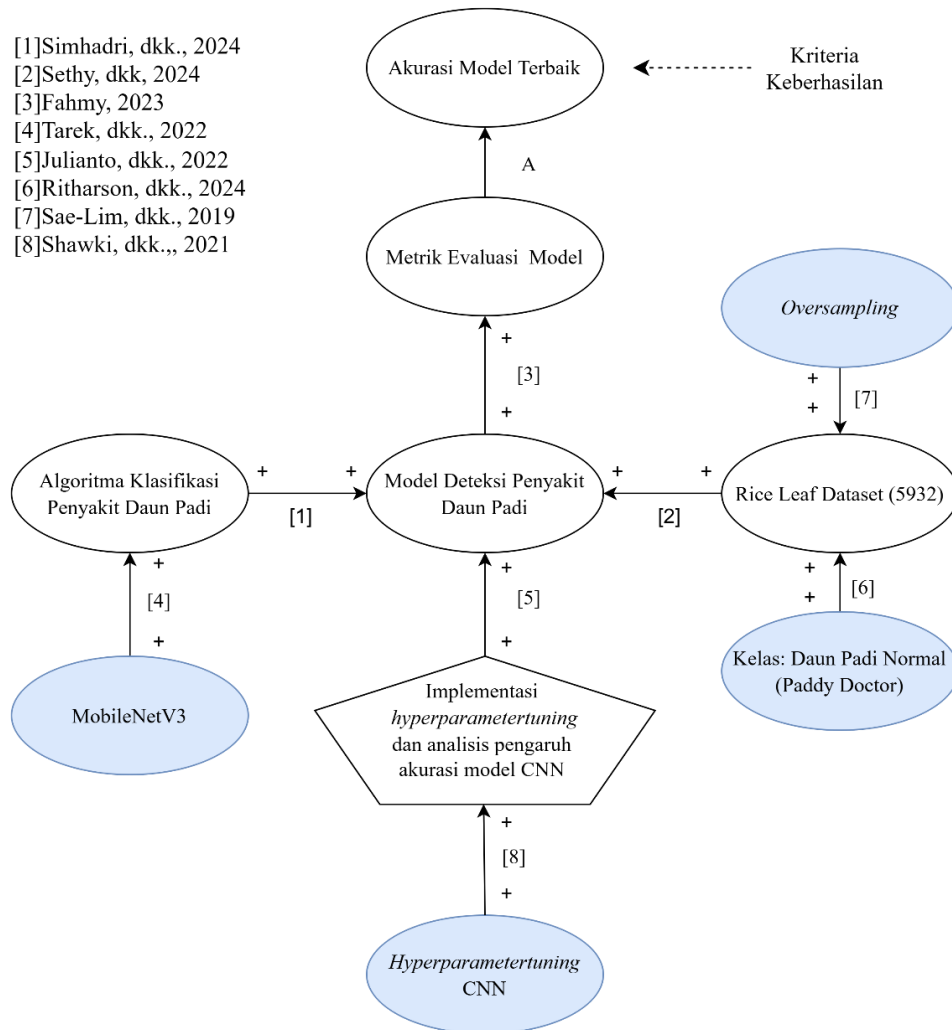 [1]Simhadri, dkk., 2024
[2]Sethy, dkk, 2024
[3]Fahmy, 2023
[4]Tarek, dkk., 2022
[5]Julianto, dkk., 2022
[6]Ritharson, dkk., 2024
[7]Sae-Lim, dkk., 2019
[8]Shawki, dkk.,, 2021
Akurasi Model Terbaik
Kriteria
Keberhasilan
A
Metrik Evaluasi  Model
Oversampling
+
[3]
+
+
+
[7]
Algoritma Klasifikasi
Penyakit Daun Padi
+
+
[1]
Model Deteksi Penyakit
Daun Padi
+
+
[2]
Rice Leaf Dataset (5932)
+
[4]
+
+
[5]
+
+
+
[6]
MobileNetV3
Implementasi
hyperparametertuning
dan analisis pengaruh
akurasi model CNN
Kelas: Daun Padi Normal
(Paddy Doctor)
+
[8]
+
Hyperparametertuning
CNN